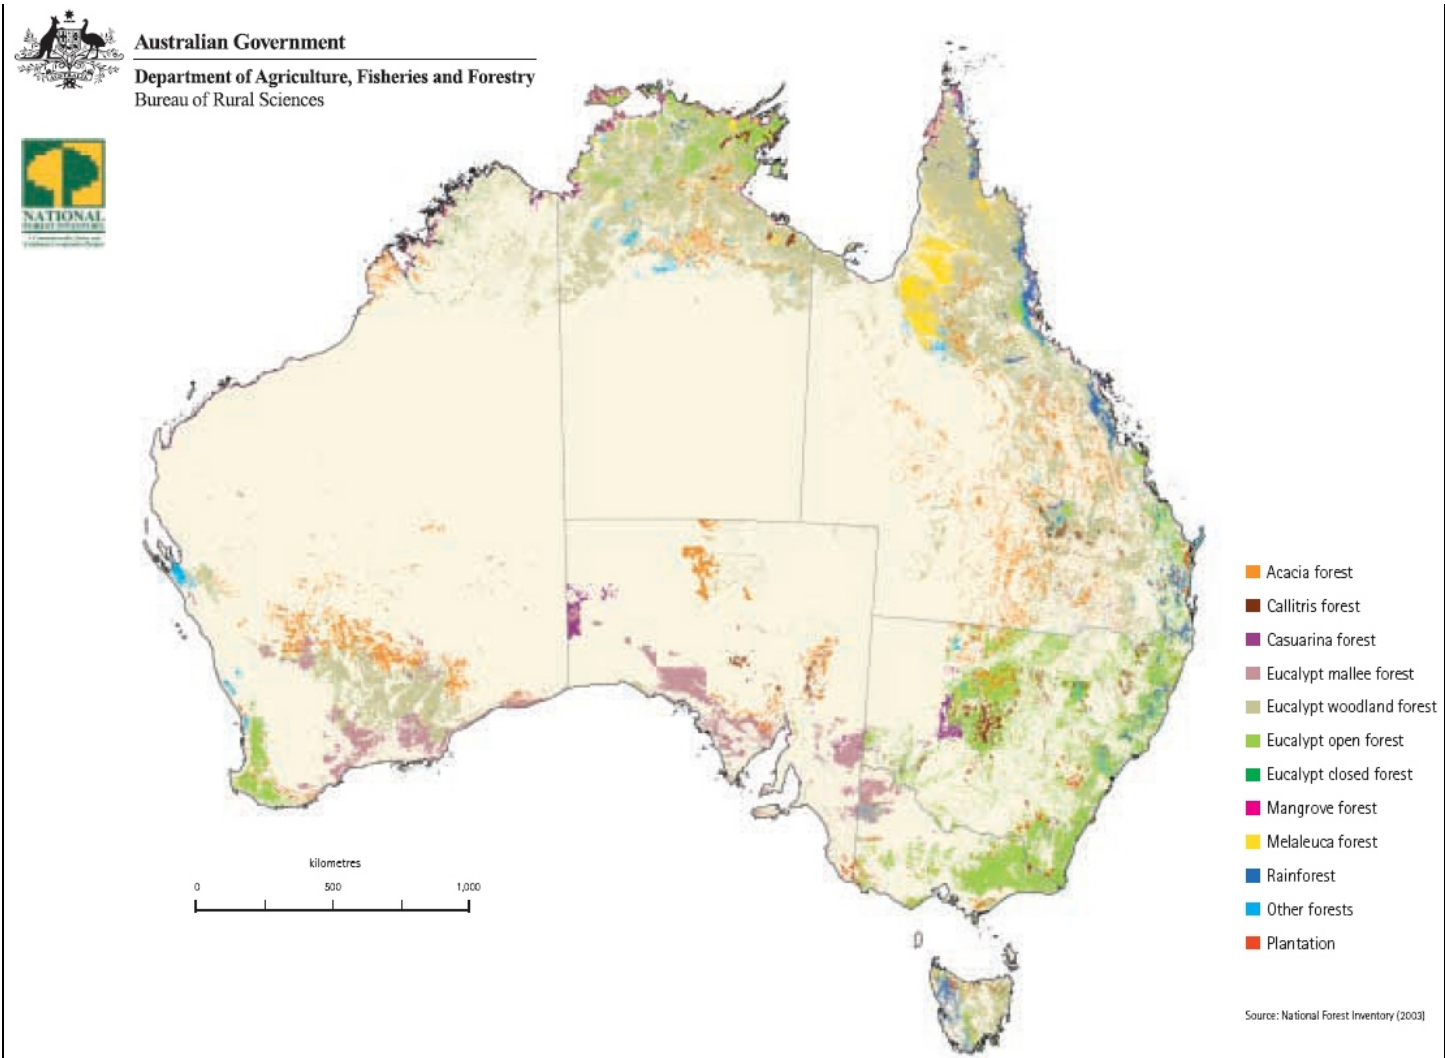 Australian Government
Department of Agriculture, Fisheries and Forestry
Bureau of Rural Sciences
NATIONAL
FOREST INVENTORY
kilometres
0 500 1,000
Acacia forest
Callitris forest
Casuarina forest
Eucalypt mallee forest
Eucalypt woodland forest
Eucalypt open forest
Eucalypt closed forest
Mangrove forest
Melaleuca forest
Rainforest
Other forests
Plantation
Source: National Forest Inventory (2003)